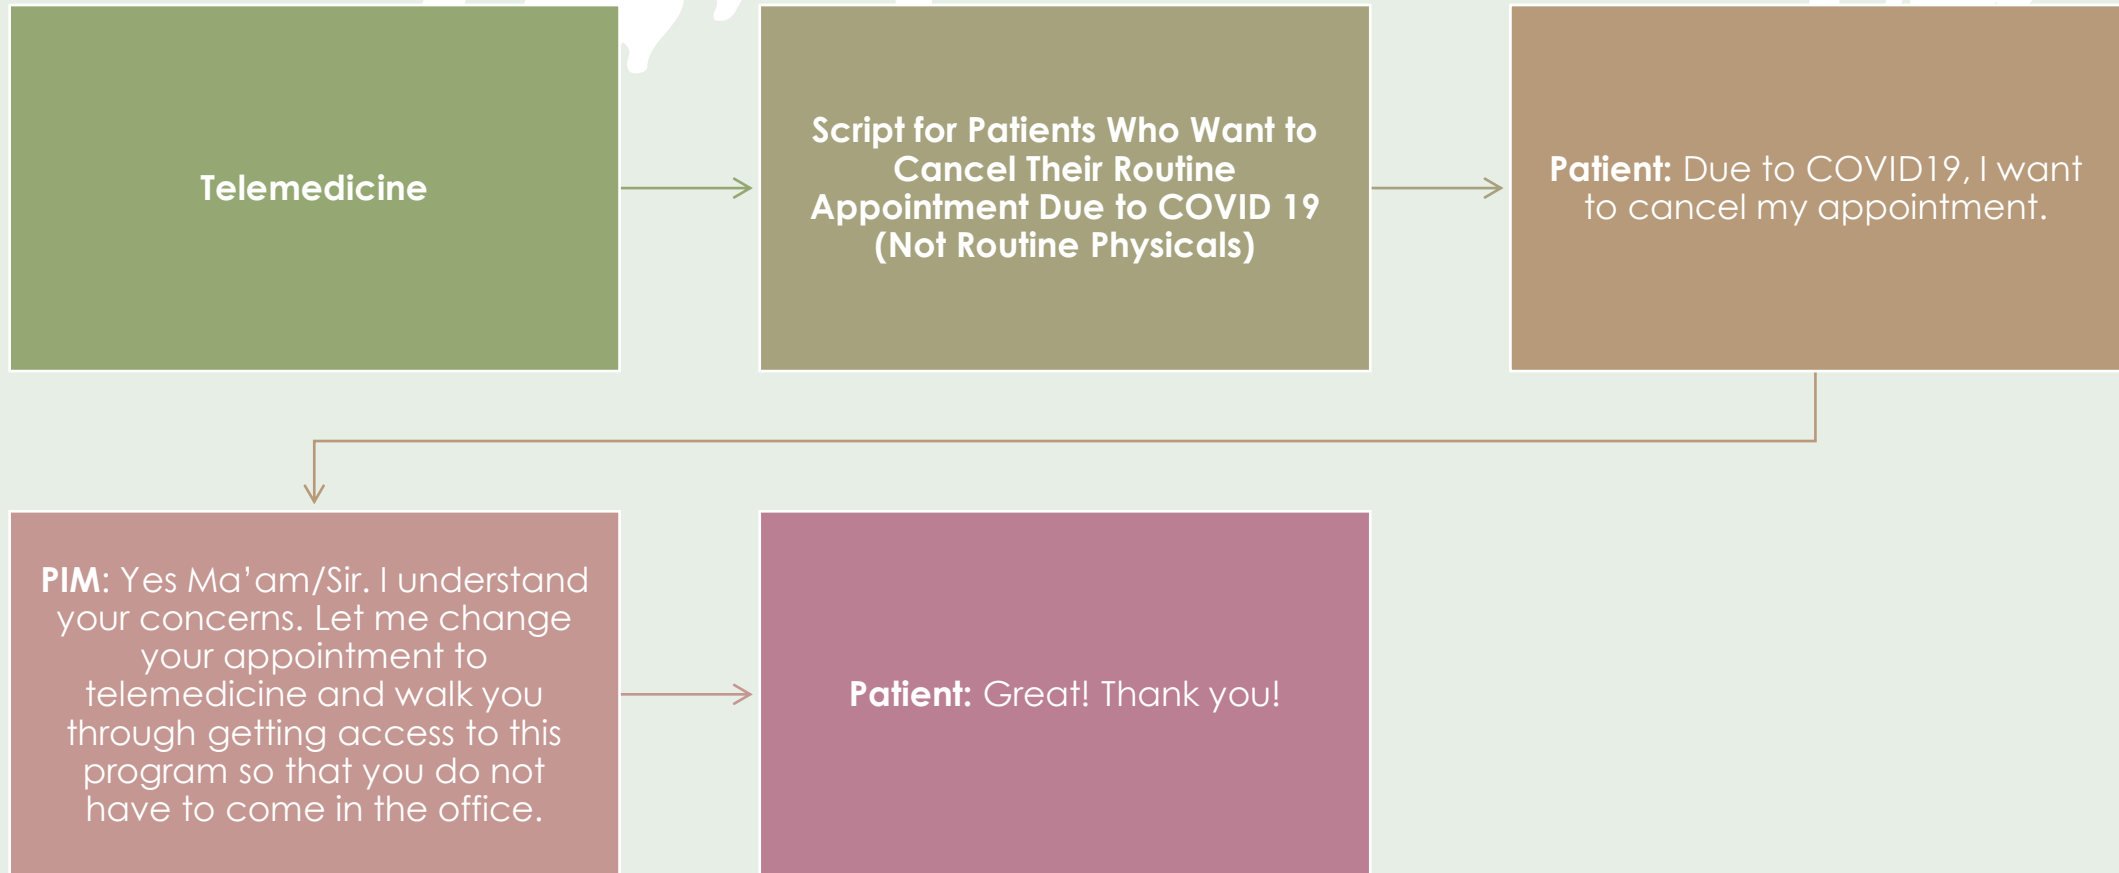 Telemedicine
Script for Patients Who Want to
Cancel Their Routine
Appointment Due to COVID 19
(Not Routine Physicals)
Patient: Due to COVID19, I want
to cancel my appointment.
PIM: Yes Ma’am/Sir. I understand
your concerns. Let me change
your appointment to
telemedicine and walk you
through getting access to this
program so that you do not
have to come in the office.
Patient: Great! Thank you!